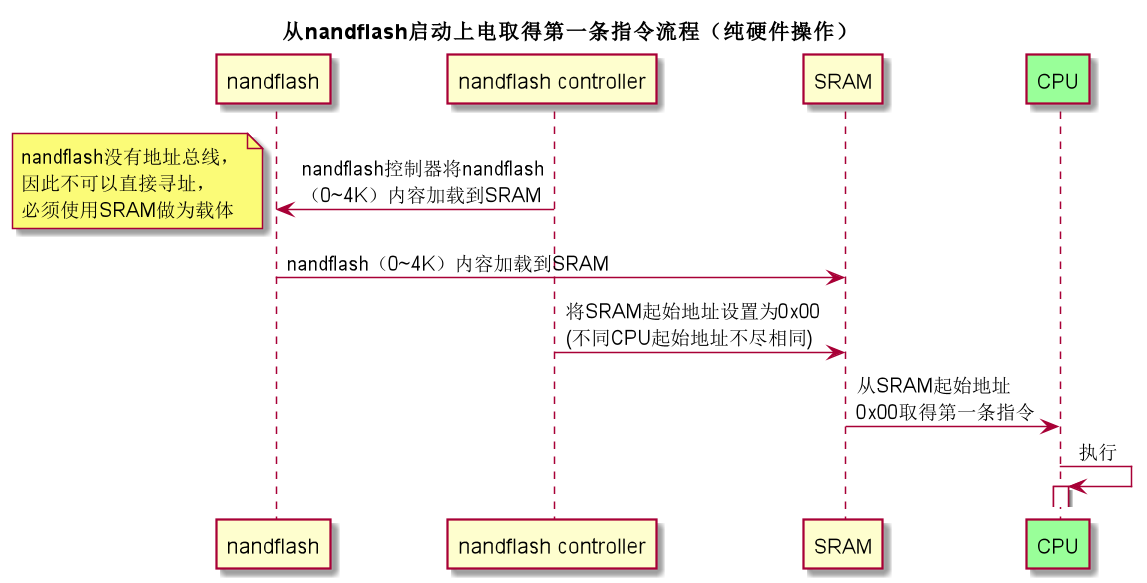 从nandflash启动上电取得第一条指令流程（纯硬件操作）
nandflash
nandflash controller
SRAM
CPU
nandflash没有地址总线，
因此不可以直接寻址，
必须使用SRAM做为载体
nandflash控制器将nandflash
（0~4K）内容加载到SRAM
nandflash（0~4K）内容加载到SRAM
将SRAM起始地址设置为0x00
(不同CPU起始地址不尽相同)
从SRAM起始地址
0x00取得第一条指令
执行
nandflash
nandflash controller
SRAM
CPU